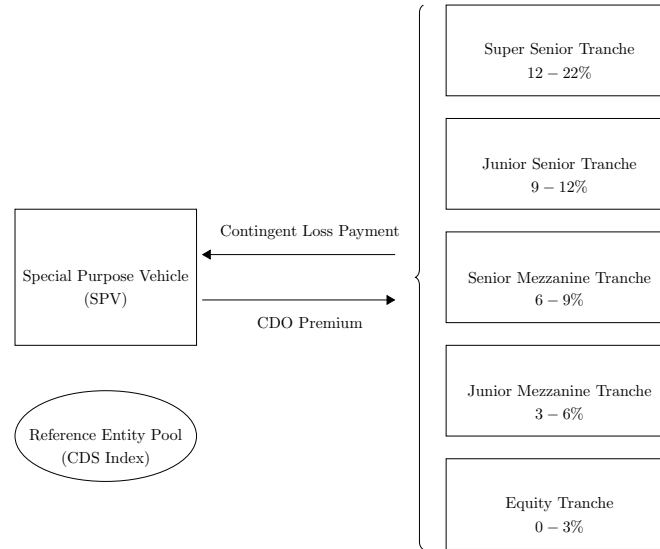 Super Senior Tranche
12 – 22%
Junior Senior Tranche
9 – 12%
Contingent Loss Payment
Special Purpose Vehicle
(SPV)
Senior Mezzanine Tranche
6 – 9%
CDO Premium
Junior Mezzanine Tranche
3 – 6%
Reference Entity Pool
(CDS Index)
Equity Tranche
0 – 3%